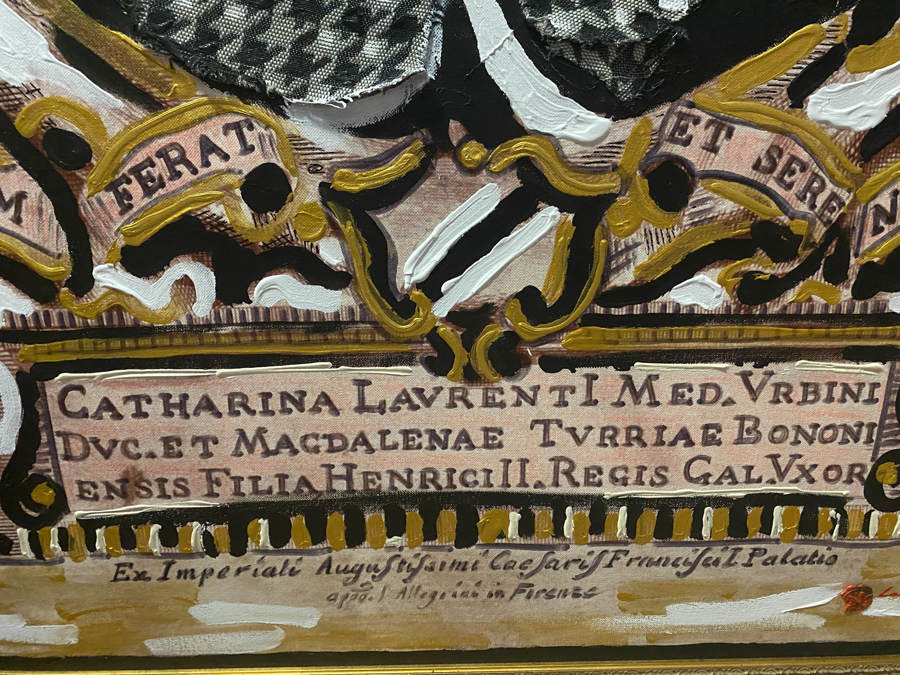 M FERAT ET SERE N
CATHARINA LAVRENTI MED. VRBINI
DVC. ET MAGDALENAE TVRRIAE BONONI
ENSIS FILIA HENRICI II. REGIS GAL. VXOR
Ex Imperiali Auguſtiſsimi Caeſariſ Franciſci I. Palatio
appo. l Allegrini in Firenze